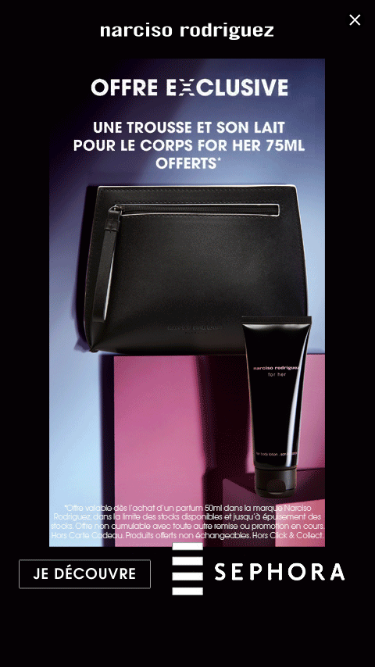 narciso rodriguez
OFFRE EXCLUSIVE
UNE TROUSSE ET SON LAIT
POUR LE CORPS FOR HER 75ML
OFFERTS*
narciso rodriguez
for her
*Offre valable dès l'achat d'un parfum 50ml dans la marque Narciso
Rodriguez, dans la limite des stocks disponibles et jusqu'à épuisement des
stocks. Offre non cumulable avec toute autre remise ou promotion en cours.
Hors Carte Cadeau. Produits offerts non échangeables. Hors Click & Collect.
JE DÉCOUVRE
SEPHORA